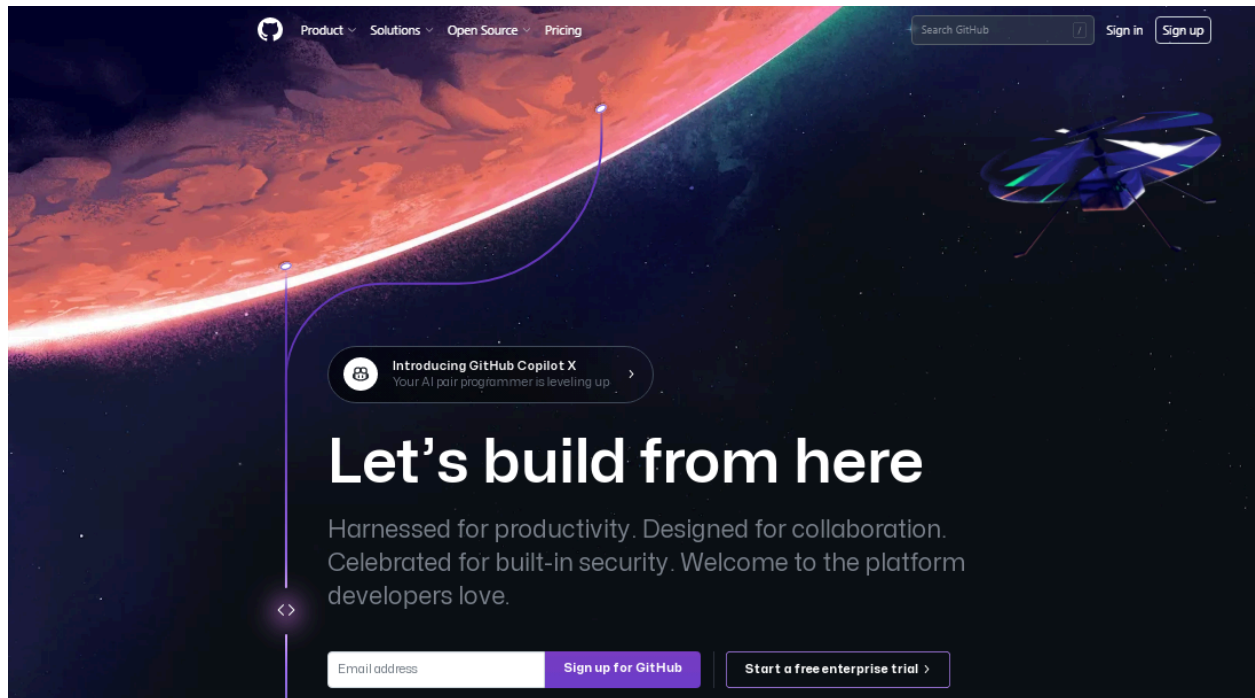 Product Solutions Open Source Pricing
Search GitHub / Sign in Sign up
Introducing GitHub Copilot X
Your AI pair programmer is leveling up
Let's build from here
Harnessed for productivity. Designed for collaboration.
Celebrated for built-in security. Welcome to the platform
developers love.
<>
Email address Sign up for GitHub Start a free enterprise trial >